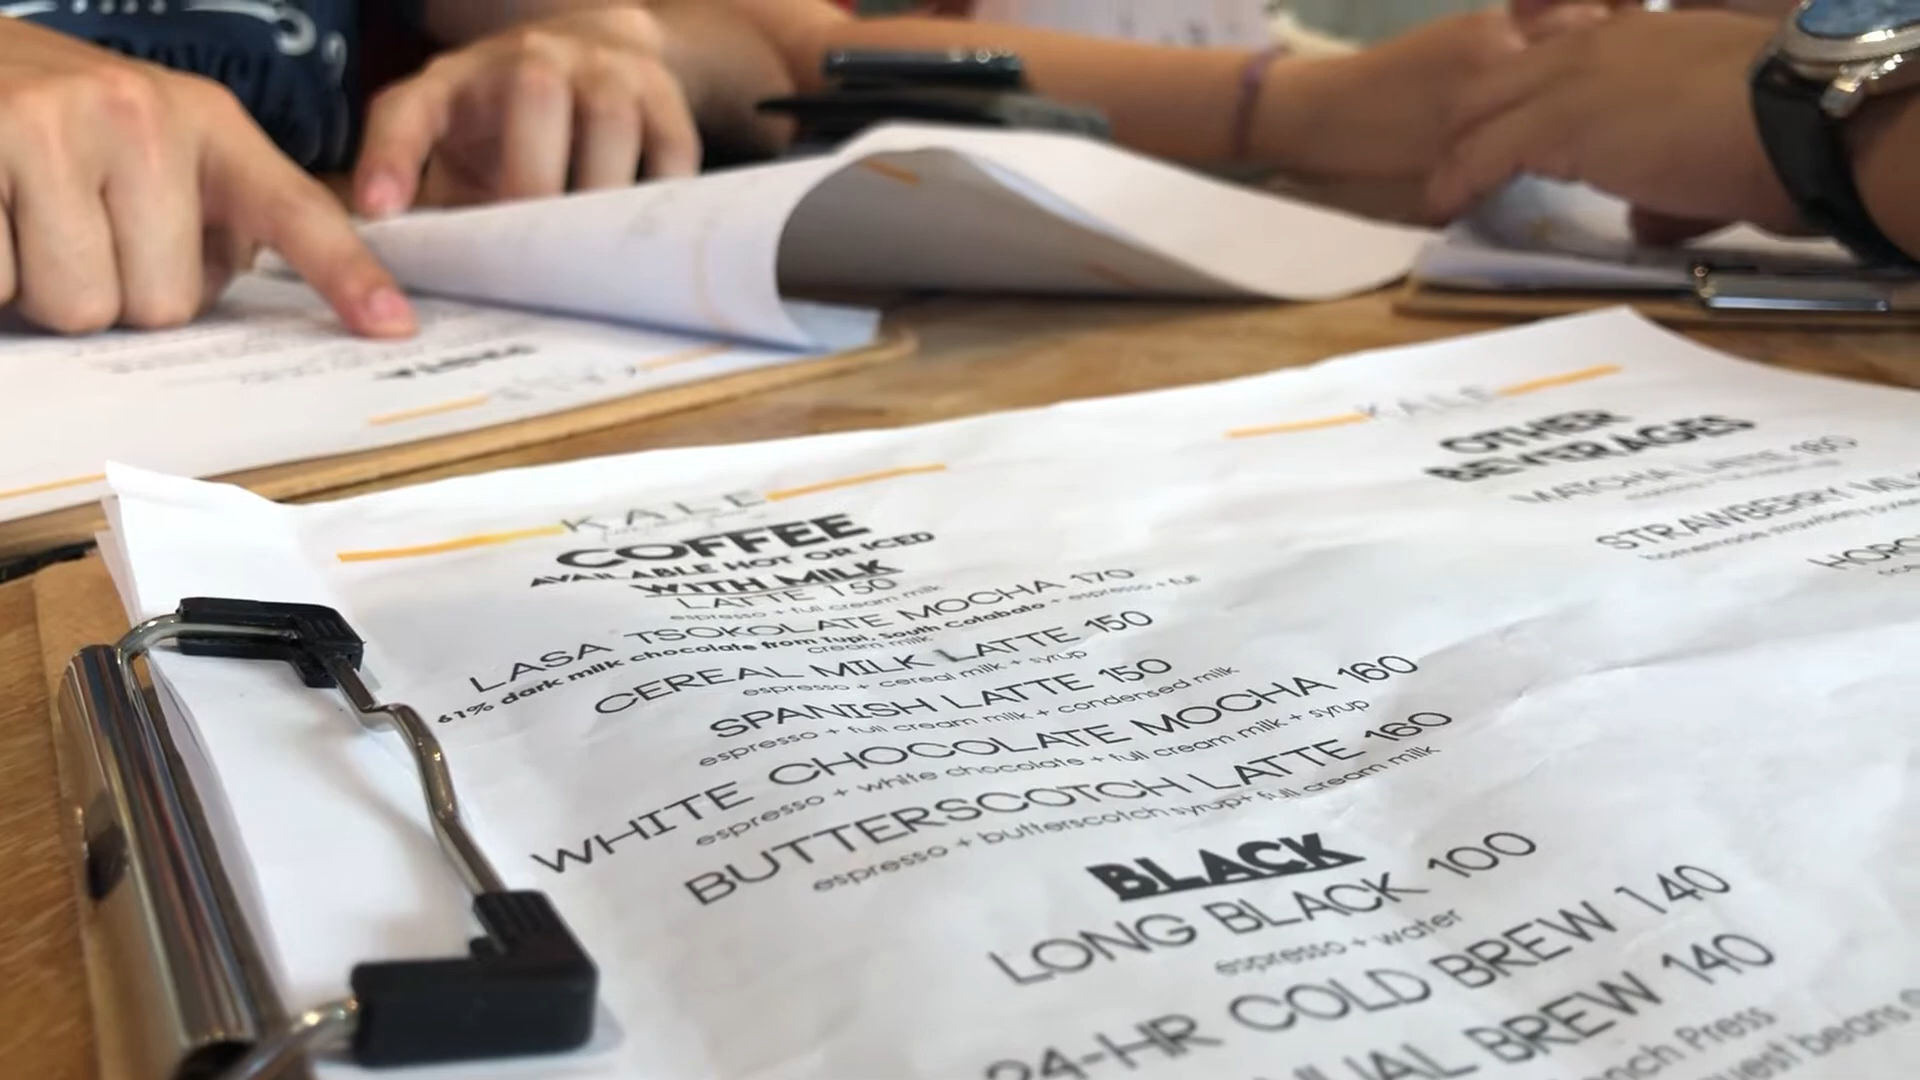 KALE
COFFEE
AVAILABLE HOT OR ICED
WITH MILK
LATTE 150
espresso + full cream milk
LASA TSOKOLATE MOCHA 170
61% dark milk chocolate from Tupi, South Cotabato + espresso + full
cream milk
CEREAL MILK LATTE 150
espresso + cereal milk + syrup
SPANISH LATTE 150
espresso + full cream milk + condensed milk
WHITE CHOCOLATE MOCHA 160
espresso + white chocolate + full cream milk + syrup
BUTTERSCOTCH LATTE 160
espresso + butterscotch syrup+ full cream milk
BLACK
LONG BLACK 100
espresso + water
24-HR COLD BREW 140
BREW 140
Press
beans
KALE
OTHER
BEVERAGES
MATCHA LATTE 180
STRAWBERRY
homemade strawberry